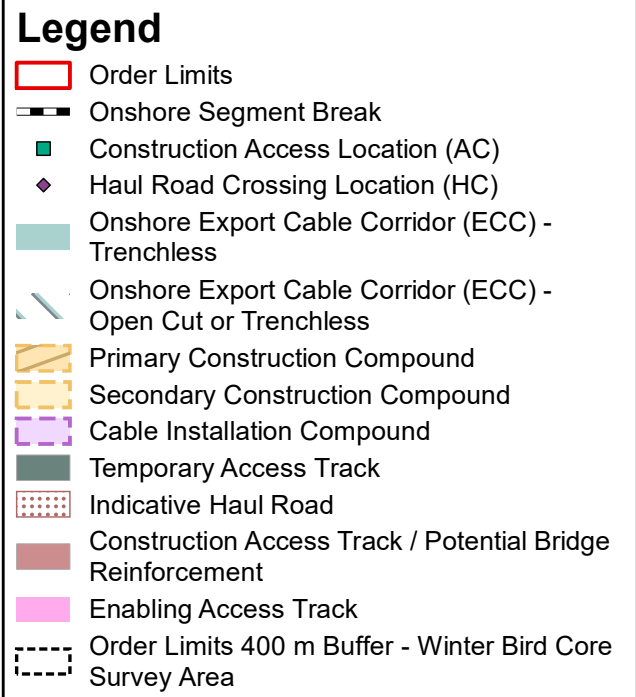 Legend
Order Limits
Onshore Segment Break
Construction Access Location (AC)
Haul Road Crossing Location (HC)
Onshore Export Cable Corridor (ECC) -
Trenchless
Onshore Export Cable Corridor (ECC) -
Open Cut or Trenchless
Primary Construction Compound
Secondary Construction Compound
Cable Installation Compound
Temporary Access Track
Indicative Haul Road
Construction Access Track / Potential Bridge
Reinforcement
Enabling Access Track
Order Limits 400 m Buffer - Winter Bird Core
Survey Area